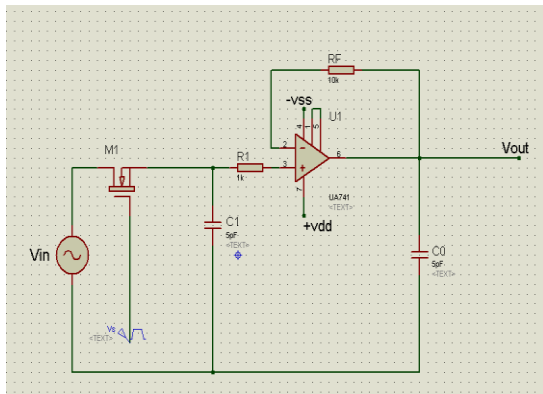 RF
10k
-vss
U1
4
1
5
M1
2
6
Vout
R1
3
1k
7
UA741
<TEXT>
+vdd
C1
5pF
<TEXT>
C0
5pF
<TEXT>
Vin
Vs
<TEXT>